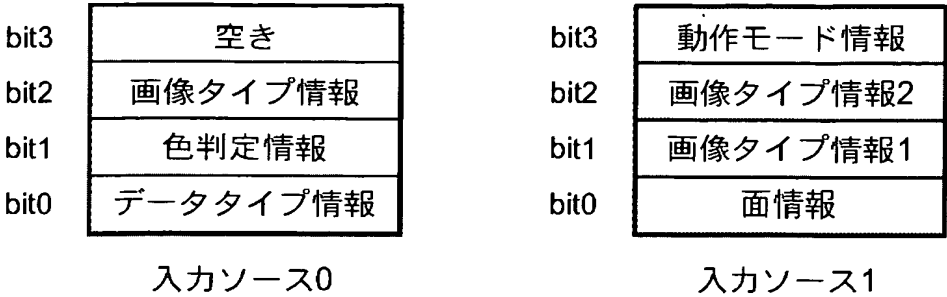 bit3 空き
bit2 画像タイプ情報
bit1 色判定情報
bit0 データタイプ情報
入力ソース0
bit3 動作モード情報
bit2 画像タイプ情報2
bit1 画像タイプ情報1
bit0 面情報
入力ソース1